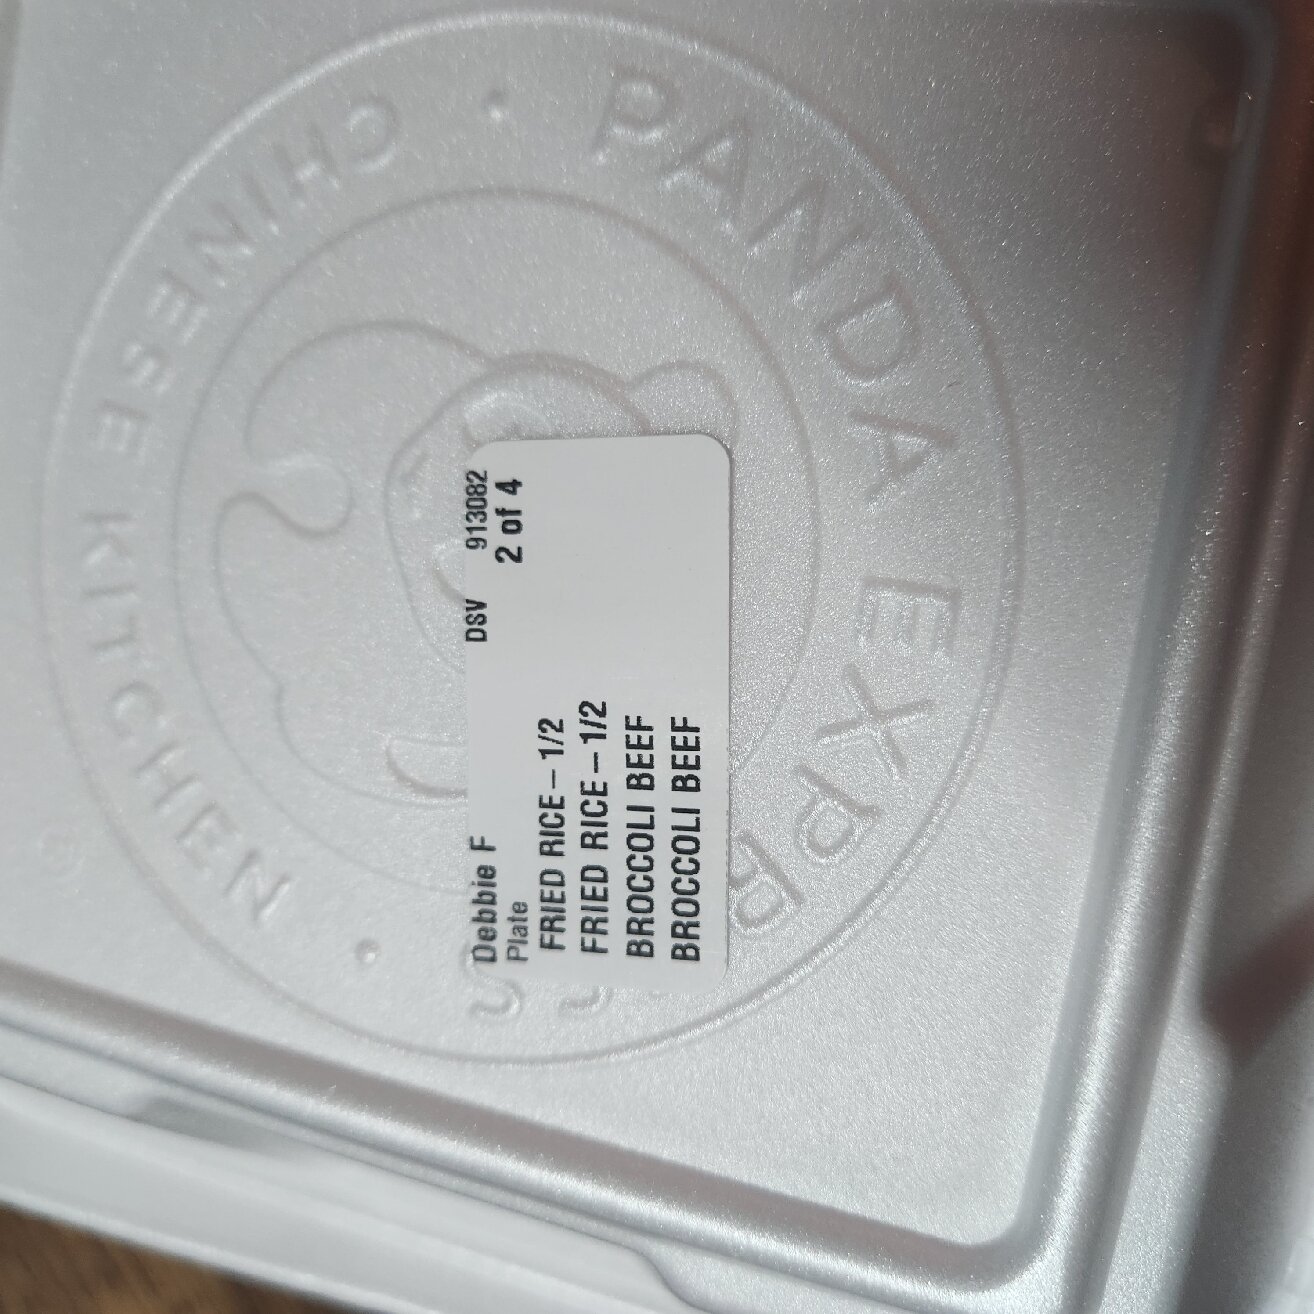 PANDA EXPR
CHINESE KITCHEN
DSV 913082
Debbie F 2 of 4
Plate
FRIED RICE – 1/2
FRIED RICE – 1/2
BROCCOLI BEEF
BROCCOLI BEEF